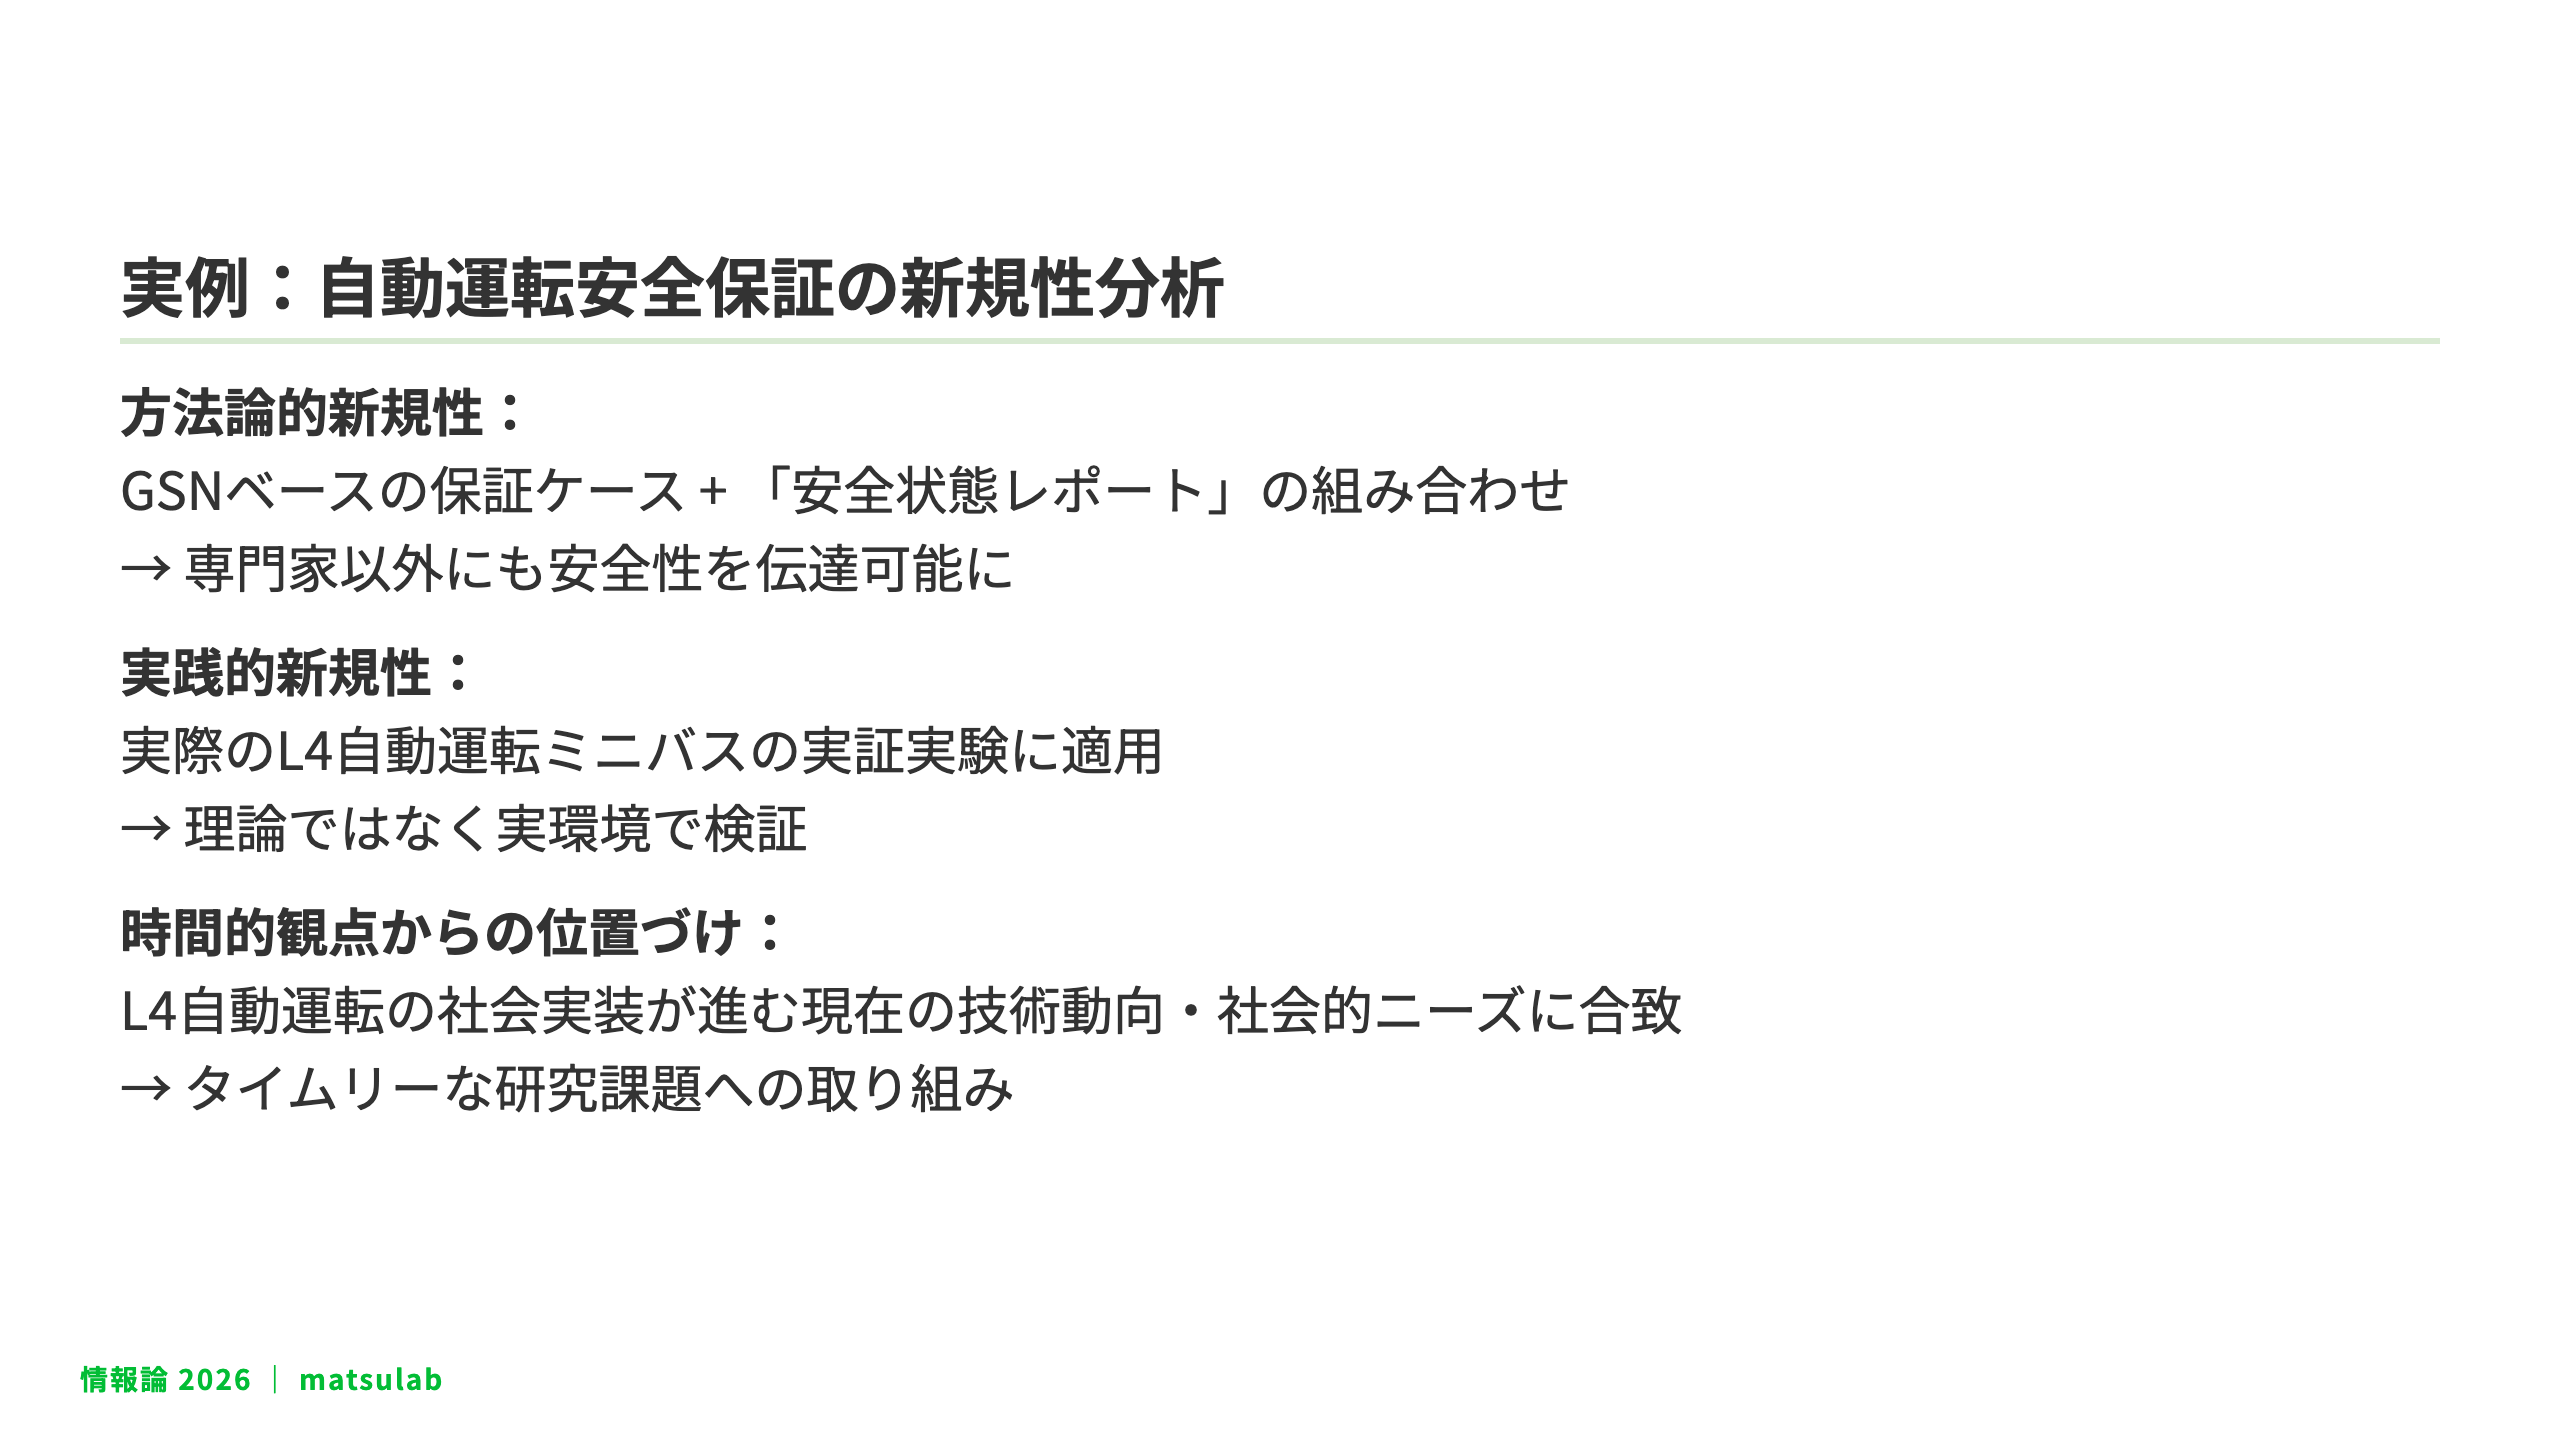 実例：自動運転安全保証の新規性分析
方法論的新規性：
GSNベースの保証ケース + 「安全状態レポート」の組み合わせ
→ 専門家以外にも安全性を伝達可能に
実践的新規性：
実際のL4自動運転ミニバスの実証実験に適用
→ 理論ではなく実環境で検証
時間的観点からの位置づけ：
L4自動運転の社会実装が進む現在の技術動向・社会的ニーズに合致
→ タイムリーな研究課題への取り組み
情報論 2026 ｜ matsulab